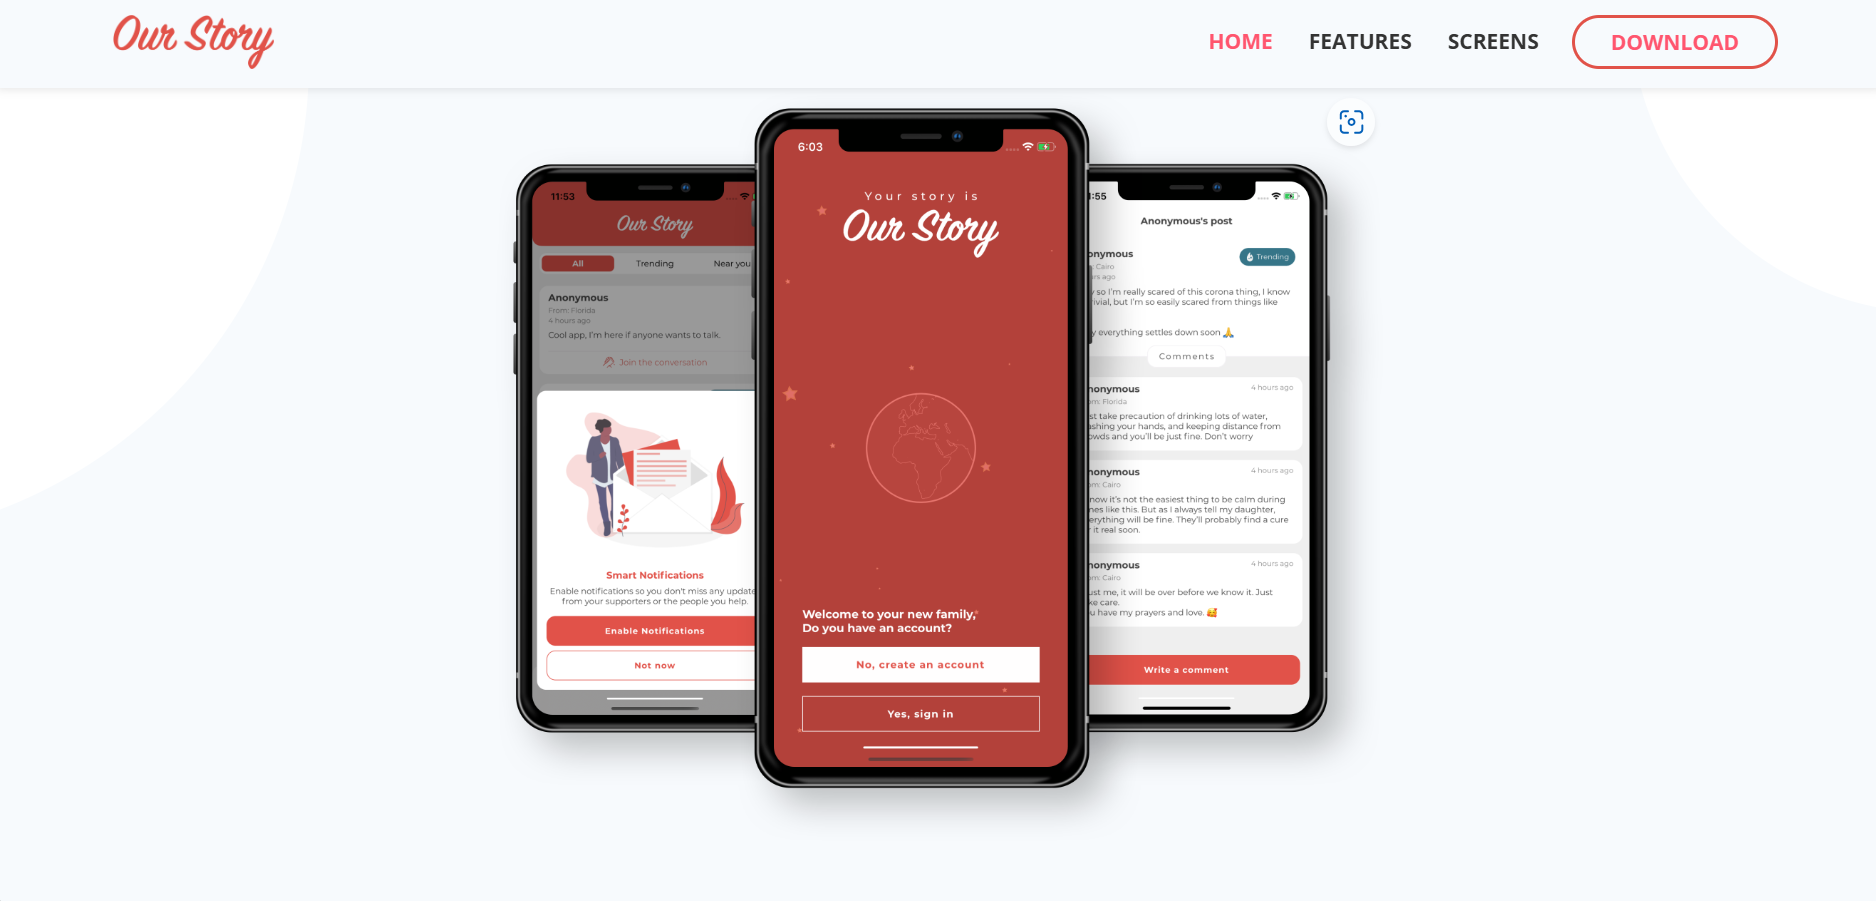 Our Story
HOME
FEATURES
SCREENS
DOWNLOAD
11:53
Our Story
All
Trending
Near you
Anonymous
From: Florida
4 hours ago
Cool app, I'm here if anyone wants to talk.
Join the conversation
Smart Notifications
Enable notifications so you don't miss any update
from your supporters or the people you help.
Enable Notifications
Not now
6:03
Your story is
Our Story
Welcome to your new family,
Do you have an account?
No, create an account
Yes, sign in
:55
Anonymous's post
onymous
: Cairo
rs ago
Trending
so I'm really scared of this corona thing, I know
ivial, but I'm so easily scared from things like
y everything settles down soon 🙏
Comments
nonymous
4 hours ago
om: Florida
st take precaution of drinking lots of water,
ashing your hands, and keeping distance from
owds and you'll be just fine. Don't worry
nonymous
4 hours ago
om: Cairo
now it's not the easiest thing to be calm during
nes like this. But as I always tell my daughter,
erything will be fine. They'll probably find a cure
r it real soon.
nonymous
4 hours ago
om: Cairo
ust me, it will be over before we know it. Just
ke care.
u have my prayers and love. 🥰
Write a comment